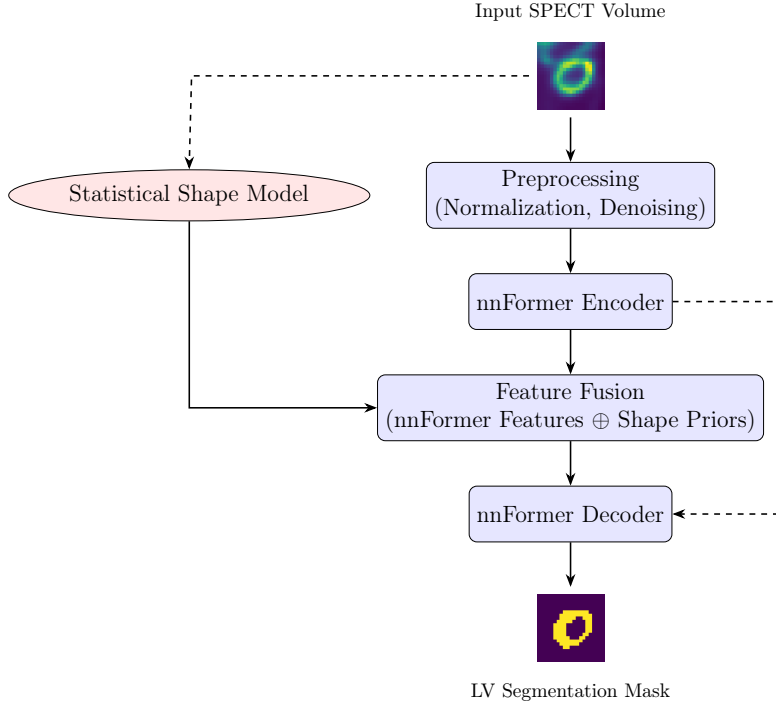 Input SPECT Volume
Statistical Shape Model
Preprocessing
(Normalization, Denoising)
nnFormer Encoder
Feature Fusion
(nnFormer Features ⊕ Shape Priors)
nnFormer Decoder
LV Segmentation Mask